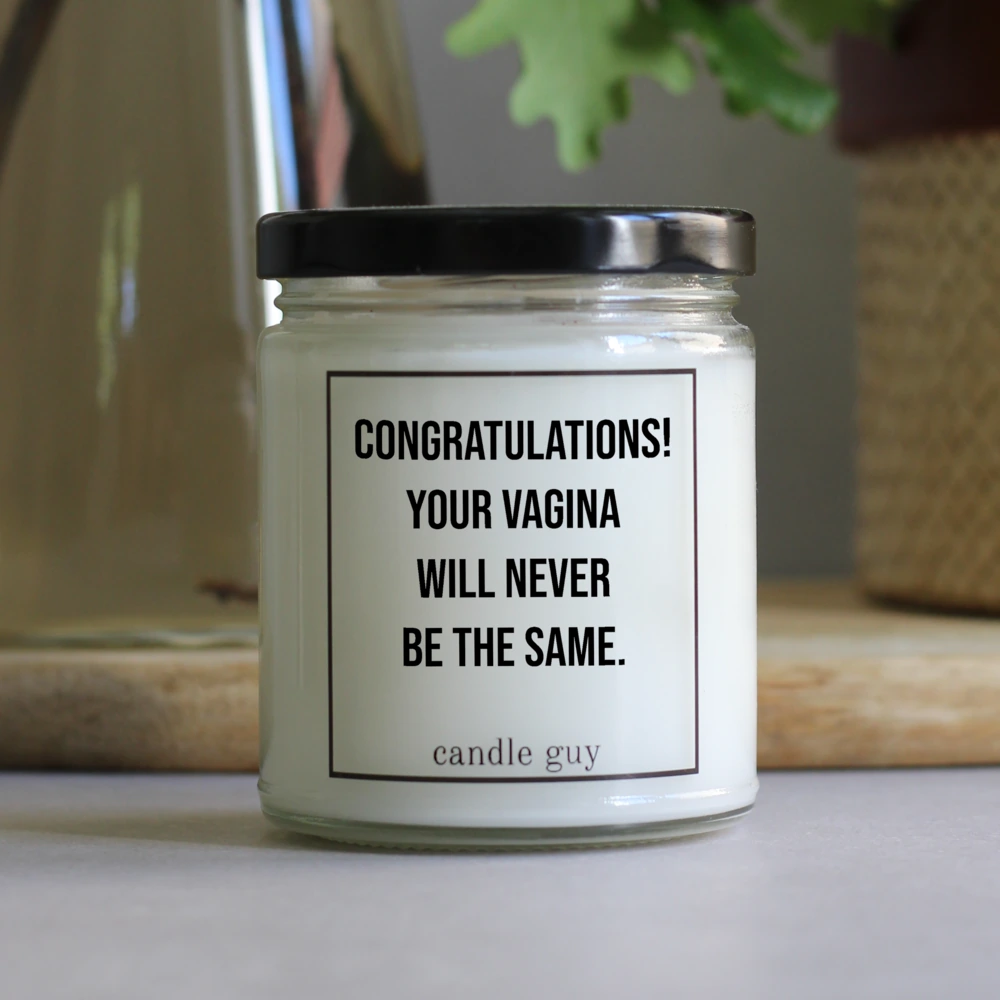 CONGRATULATIONS!
YOUR VAGINA
WILL NEVER
BE THE SAME.
candle guy